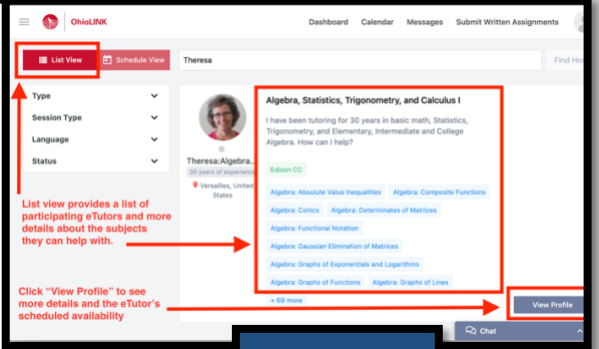 OhioLINK
Dashboard Calendar Messages Submit Written Assignments
List View
Schedule View
Theresa
Type
Session Type
Language
Status
Theresa:Algebra...
30 years of experience
Versailles, United
States
Algebra, Statistics, Trigonometry, and Calculus I
I have been tutoring for 30 years in basic math, Statistics,
Trigonometry, and Elementary, Intermediate and College
Algebra. How can I help?
Edison CC
Algebra: Absolute Value Inequalities Algebra: Composite Functions
Algebra: Conics Algebra: Determinates of Matrices
Algebra: Functional Notation
Algebra: Gaussian Elimination of Matrices
Algebra: Graphs of Exponentials and Logarithms
Algebra: Graphs of Functions Algebra: Graphs of Lines
+ 69 more
View Profile
Chat
List view provides a list of
participating eTutors and more
details about the subjects
they can help with.
Click "View Profile" to see
more details and the eTutor's
scheduled availability